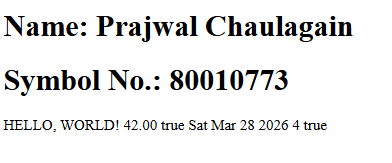 Name: Prajwal Chaulagain
Symbol No.: 80010773
HELLO, WORLD! 42.00 true Sat Mar 28 2026 4 true